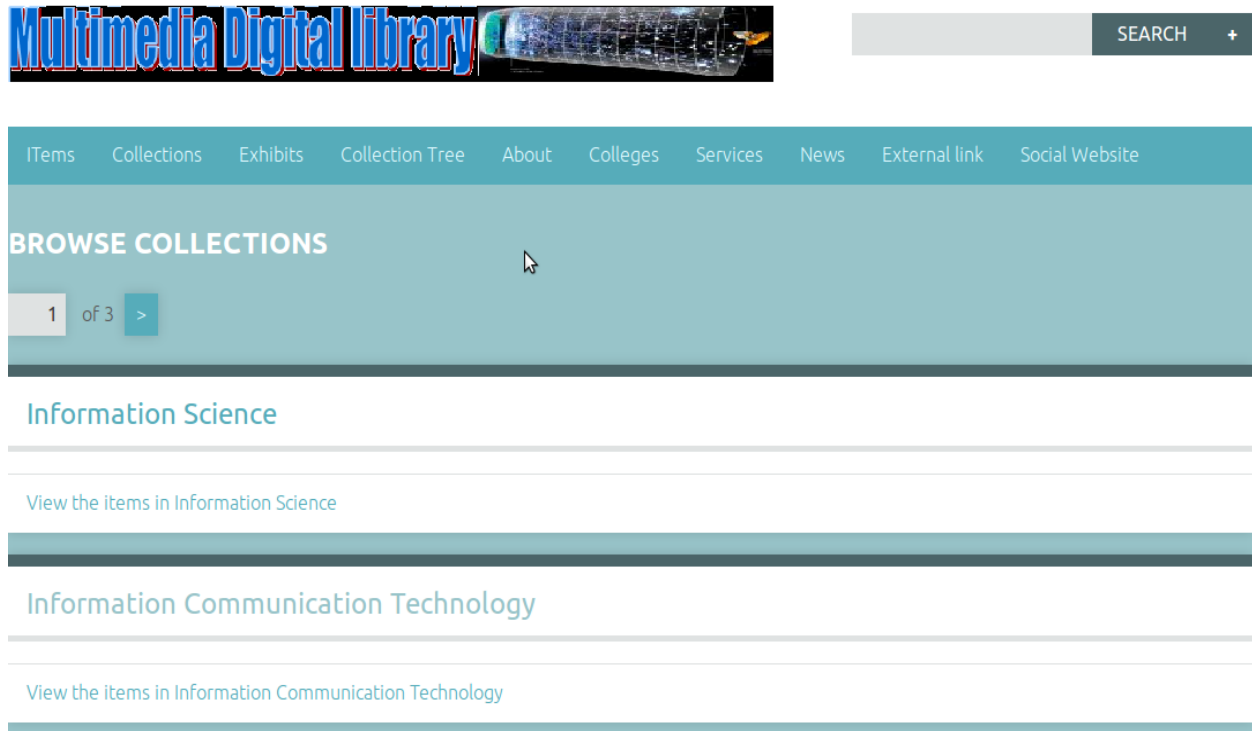 Multimedia Digital library
SEARCH +
ITems Collections Exhibits Collection Tree About Colleges Services News External link Social Website
BROWSE COLLECTIONS
1 of 3 >
Information Science
View the items in Information Science
Information Communication Technology
View the items in Information Communication Technology